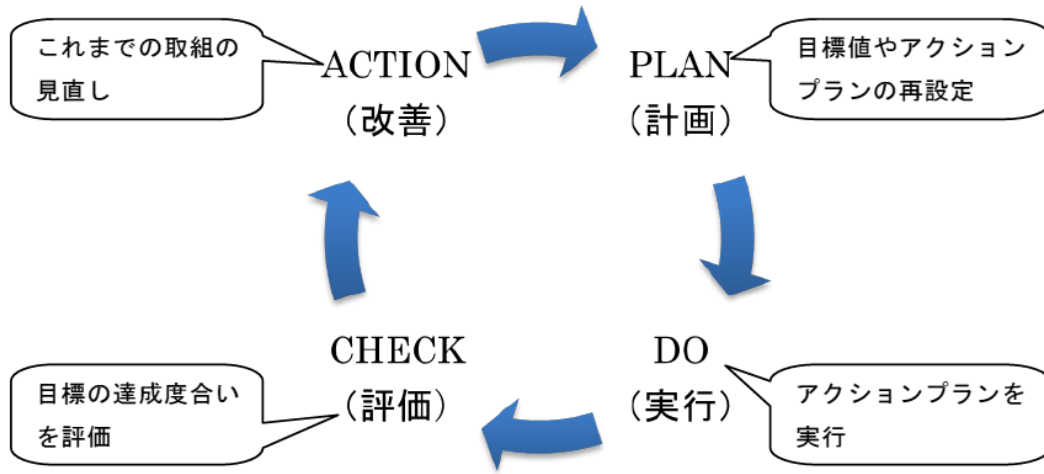 これまでの取組の
見直し
ACTION
（改善）
PLAN
（計画）
目標値やアクション
プランの再設定
目標の達成度合い
を評価
CHECK
（評価）
DO
（実行）
アクションプランを
実行